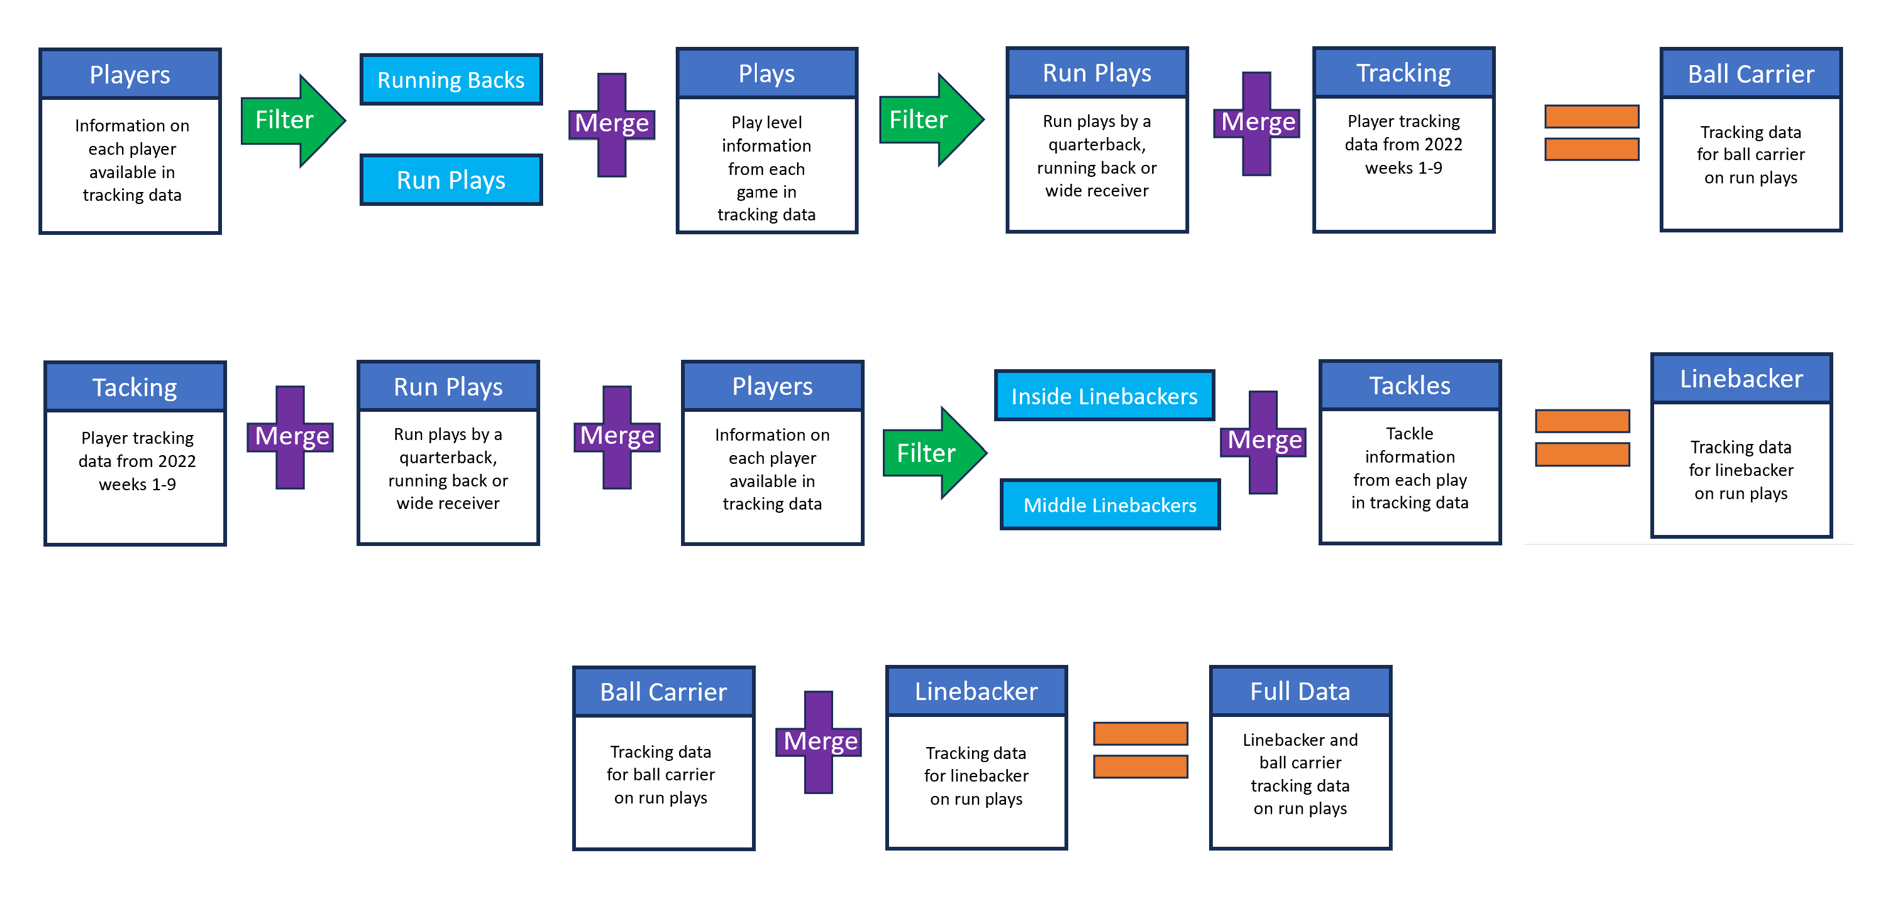 Players
Information on
each player
available in
tracking data
Filter
Running Backs
Run Plays
Merge
Plays
Play level
information
from each
game in
tracking data
Filter
Run Plays
Run plays by a
quarterback,
running back or
wide receiver
Merge
Tracking
Player tracking
data from 2022
weeks 1-9
Ball Carrier
Tracking data
for ball carrier
on run plays
Tacking
Player tracking
data from 2022
weeks 1-9
Merge
Run Plays
Run plays by a
quarterback,
running back or
wide receiver
Merge
Players
Information on
each player
available in
tracking data
Filter
Inside Linebackers
Middle Linebackers
Merge
Tackles
Tackle
information
from each play
in tracking data
Linebacker
Tracking data
for linebacker
on run plays
Ball Carrier
Tracking data
for ball carrier
on run plays
Merge
Linebacker
Tracking data
for linebacker
on run plays
Full Data
Linebacker and
ball carrier
tracking data
on run plays